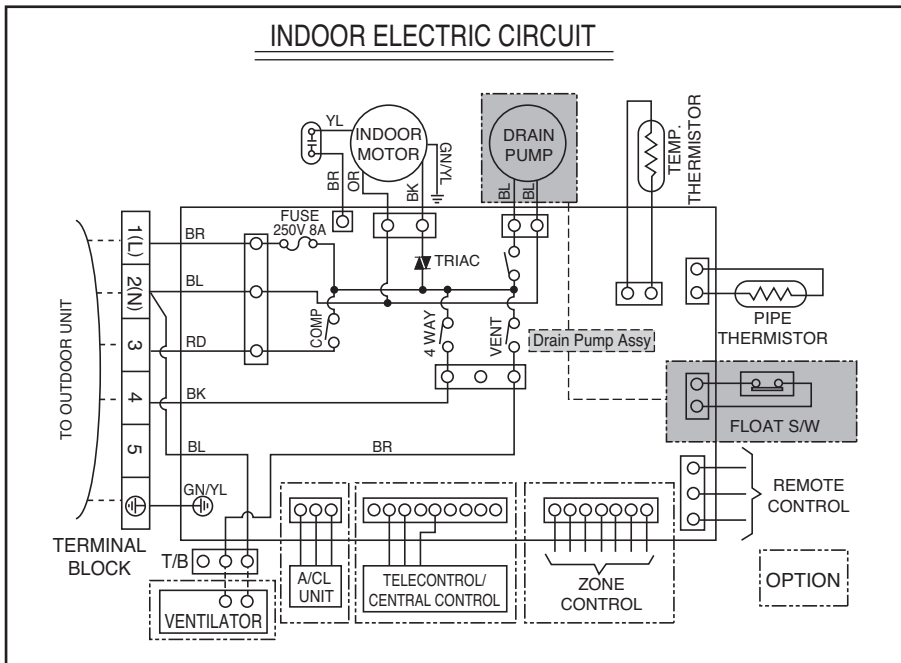 INDOOR ELECTRIC CIRCUIT
YL
INDOOR
MOTOR
GN/YL
BR
OR
BK
DRAIN
PUMP
BL
BL
TEMP.
THERMISTOR
FUSE
250V 8A
TRIAC
TO OUTDOOR UNIT
1(L)
2(N)
3
4
5
BR
BL
RD
BK
BL
GN/YL
COMP
4 WAY
VENT
BR
Drain Pump Assy
PIPE
THERMISTOR
FLOAT S/W
REMOTE
CONTROL
TERMINAL
BLOCK
T/B
VENTILATOR
A/CL
UNIT
TELECONTROL/
CENTRAL CONTROL
ZONE
CONTROL
OPTION